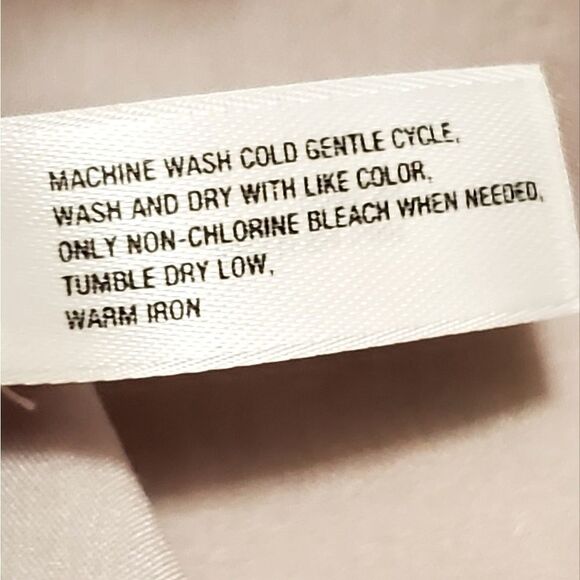 MACHINE WASH COLD GENTLE CYCLE,
WASH AND DRY WITH LIKE COLOR,
ONLY NON-CHLORINE BLEACH WHEN NEEDED,
TUMBLE DRY LOW,
WARM IRON